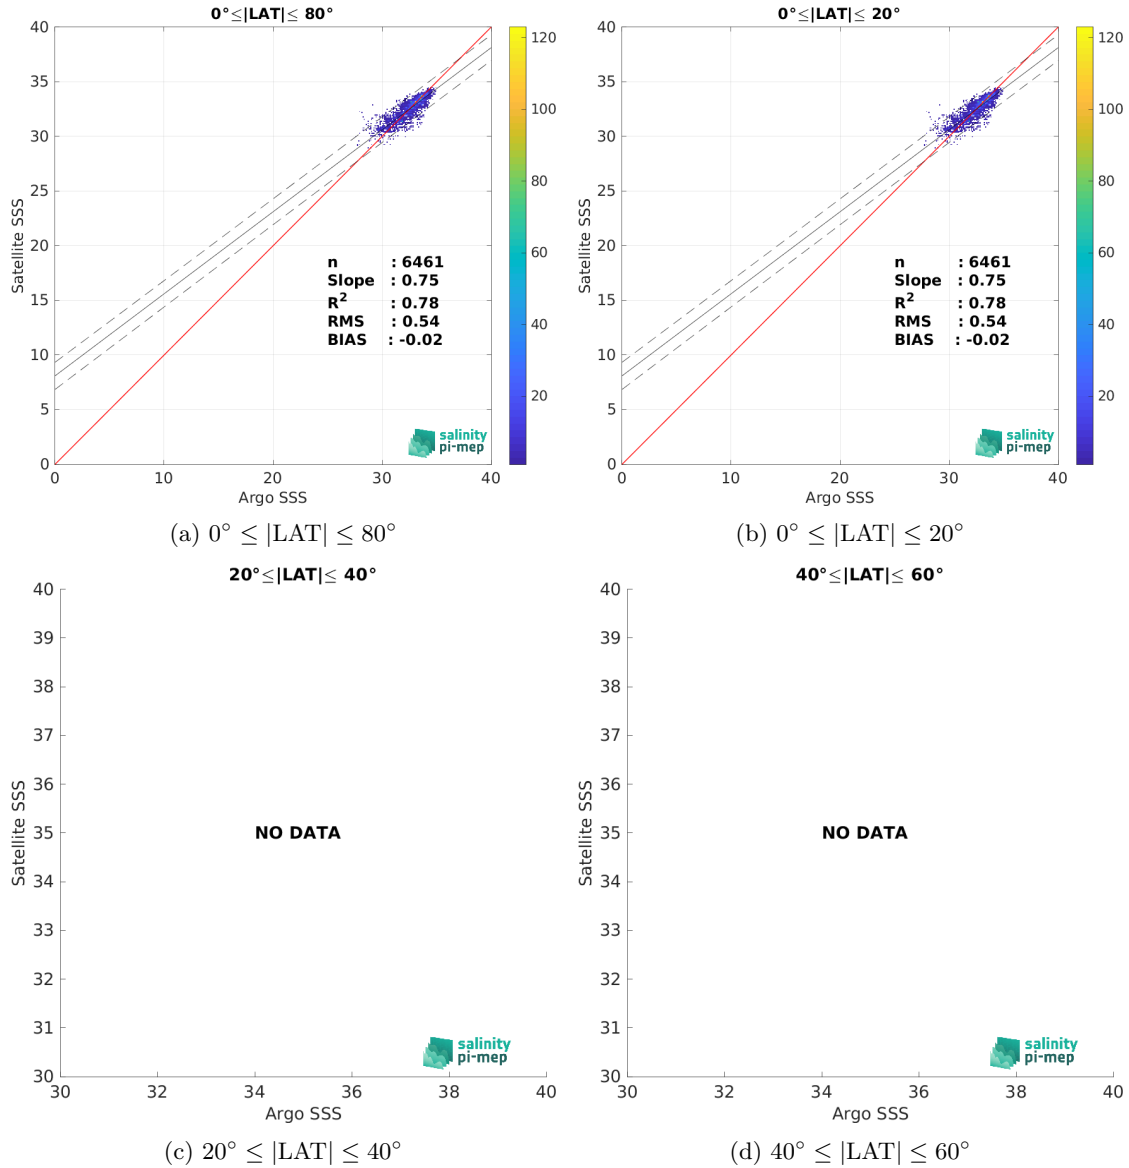 0°≤|LAT|≤ 80°
40
35
30
25
20
15
10
5
0
0
10
20
30
40
Satellite SSS
Argo SSS
n : 6461
Slope : 0.75
R² : 0.78
RMS : 0.54
BIAS : -0.02
salinity
pi-mep
120
100
80
60
40
20
(a) 0° ≤ |LAT| ≤ 80°
0°≤|LAT|≤ 20°
40
35
30
25
20
15
10
5
0
0
10
20
30
40
Satellite SSS
Argo SSS
n : 6461
Slope : 0.75
R² : 0.78
RMS : 0.54
BIAS : -0.02
salinity
pi-mep
120
100
80
60
40
20
(b) 0° ≤ |LAT| ≤ 20°
20°≤|LAT|≤ 40°
40
39
38
37
36
35
34
33
32
31
30
30
32
34
36
38
40
Satellite SSS
Argo SSS
NO DATA
salinity
pi-mep
(c) 20° ≤ |LAT| ≤ 40°
40°≤|LAT|≤ 60°
40
39
38
37
36
35
34
33
32
31
30
30
32
34
36
38
40
Satellite SSS
Argo SSS
NO DATA
salinity
pi-mep
(d) 40° ≤ |LAT| ≤ 60°